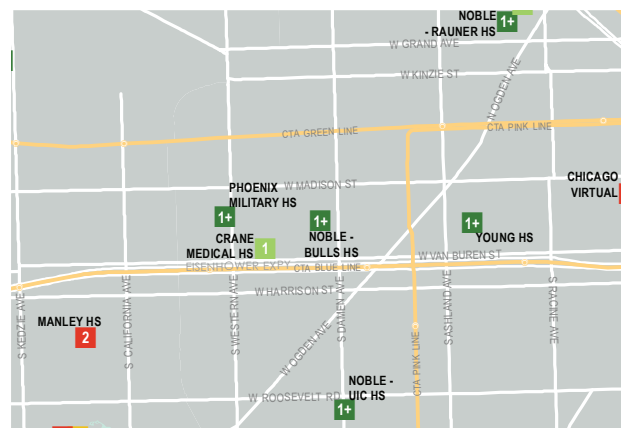 NOBLE
- RAUNER HS
1+
W GRAND AVE
W KINZIE ST
N OGDEN AVE
CTA GREEN LINE
CTA PINK LINE
CHICAGO
VIRTUAL
PHOENIX
MILITARY HS
W MADISON ST
1+
1+
1+
CRANE
MEDICAL HS
1
NOBLE -
BULLS HS
YOUNG HS
W VAN BUREN ST
EISENHOWER EXPY
CTA BLUE LINE
W HARRISON ST
MANLEY HS
2
S KEDZIE AVE
S CALIFORNIA AVE
S WESTERN AVE
S DAMEN AVE
W OGDEN AVE
CTA PINK LINE
S ASHLAND AVE
S RACINE AVE
W ROOSEVELT RD
NOBLE -
UIC HS
1+